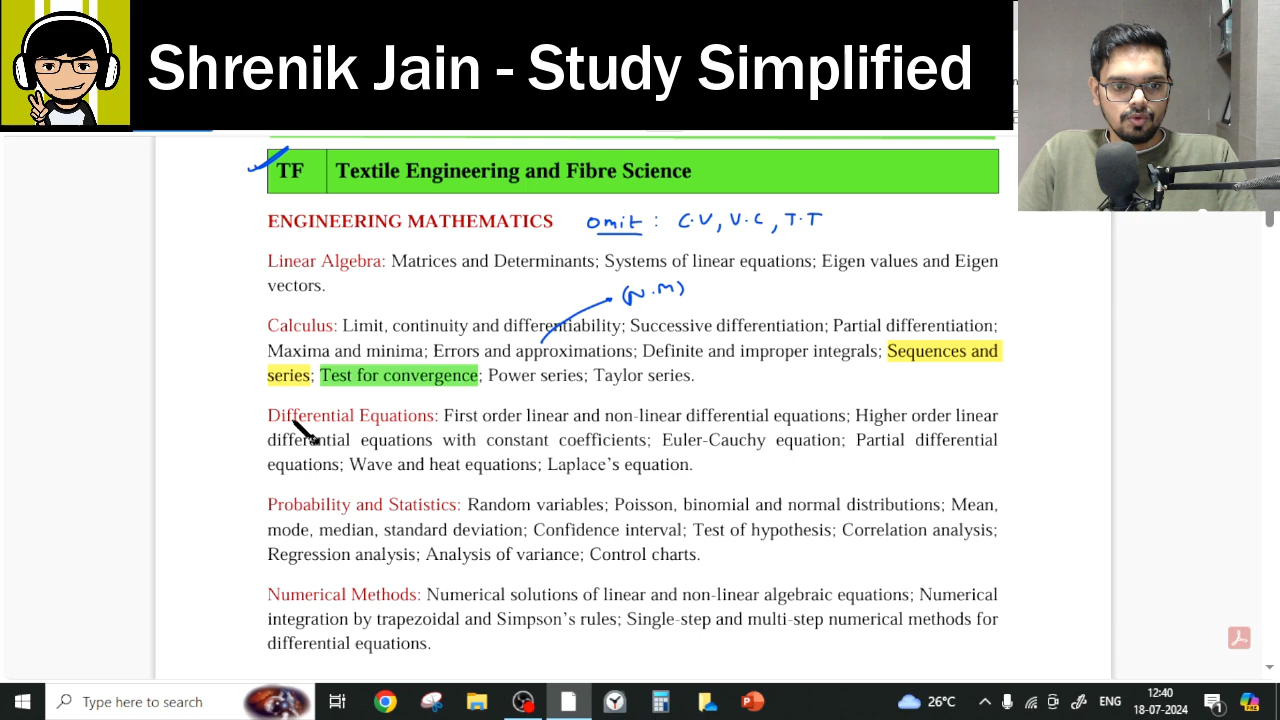 Shrenik Jain - Study Simplified
TF Textile Engineering and Fibre Science
ENGINEERING MATHEMATICS omit : C.V, V.C, T.T
Linear Algebra: Matrices and Determinants; Systems of linear equations; Eigen values and Eigen
vectors.
(N.M)
Calculus: Limit, continuity and differentiability; Successive differentiation; Partial differentiation;
Maxima and minima; Errors and approximations; Definite and improper integrals; Sequences and
series; Test for convergence; Power series; Taylor series.
Differential Equations: First order linear and non-linear differential equations; Higher order linear
differential equations with constant coefficients; Euler-Cauchy equation; Partial differential
equations; Wave and heat equations; Laplace's equation.
Probability and Statistics: Random variables; Poisson, binomial and normal distributions; Mean,
mode, median, standard deviation; Confidence interval; Test of hypothesis; Correlation analysis;
Regression analysis; Analysis of variance; Control charts.
Numerical Methods: Numerical solutions of linear and non-linear algebraic equations; Numerical
integration by trapezoidal and Simpson's rules; Single-step and multi-step numerical methods for
differential equations.
Type here to search
26°C
ENG
12:40
18-07-2024